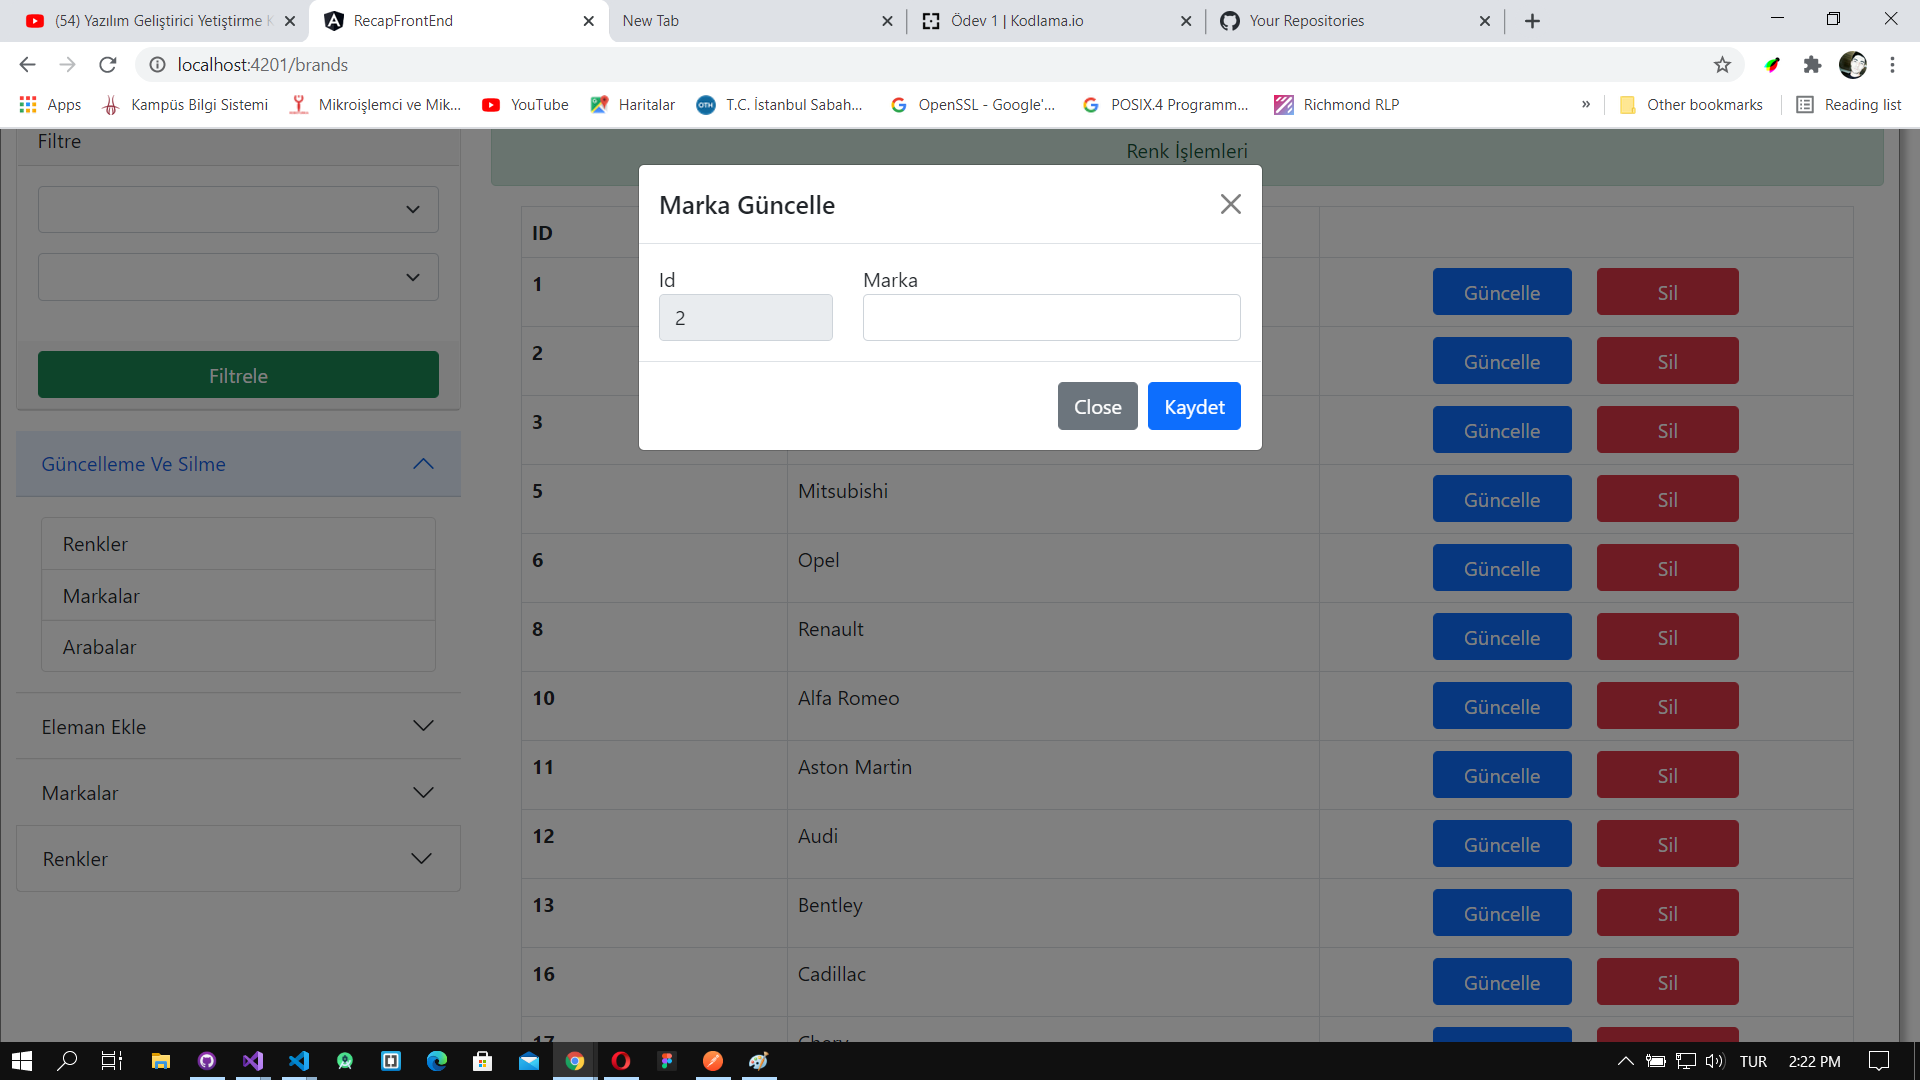 (54) Yazılım Geliştirici Yetiştirme K
RecapFrontEnd
New Tab
Ödev 1 | Kodlama.io
Your Repositories
localhost:4201/brands
Apps
Kampüs Bilgi Sistemi
Mikroişlemci ve Mik...
YouTube
Haritalar
OTH
T.C. İstanbul Sabah...
OpenSSL - Google'...
POSIX.4 Programm...
Richmond RLP
»
Other bookmarks
Reading list
Filtre
Filtrele
Güncelleme Ve Silme
Renkler
Markalar
Arabalar
Eleman Ekle
Markalar
Renkler
Renk İşlemleri
Marka Güncelle
Id
Marka
2
Close
Kaydet
ID
1 Güncelle Sil
2 Güncelle Sil
3 Güncelle Sil
5 Mitsubishi Güncelle Sil
6 Opel Güncelle Sil
8 Renault Güncelle Sil
10 Alfa Romeo Güncelle Sil
11 Aston Martin Güncelle Sil
12 Audi Güncelle Sil
13 Bentley Güncelle Sil
16 Cadillac Güncelle Sil
17 Chery
TUR
2:22 PM